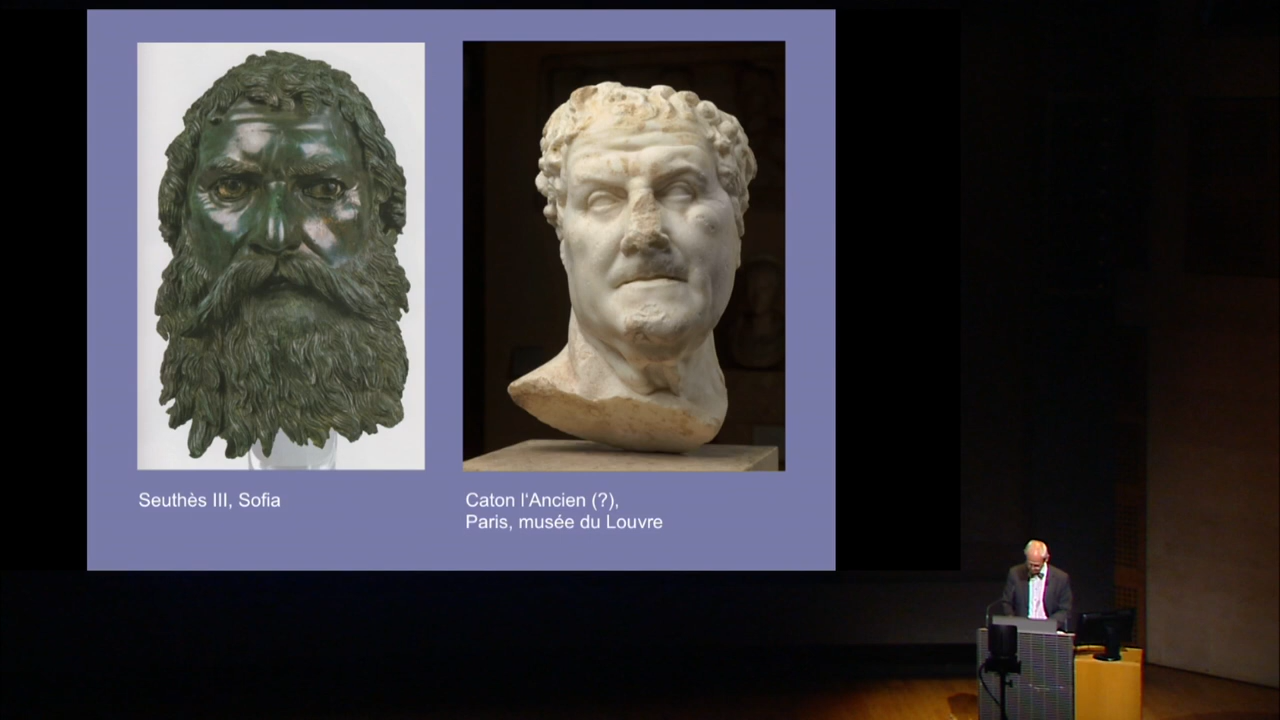 Seuthès III, Sofia
Caton l'Ancien (?),
Paris, musée du Louvre